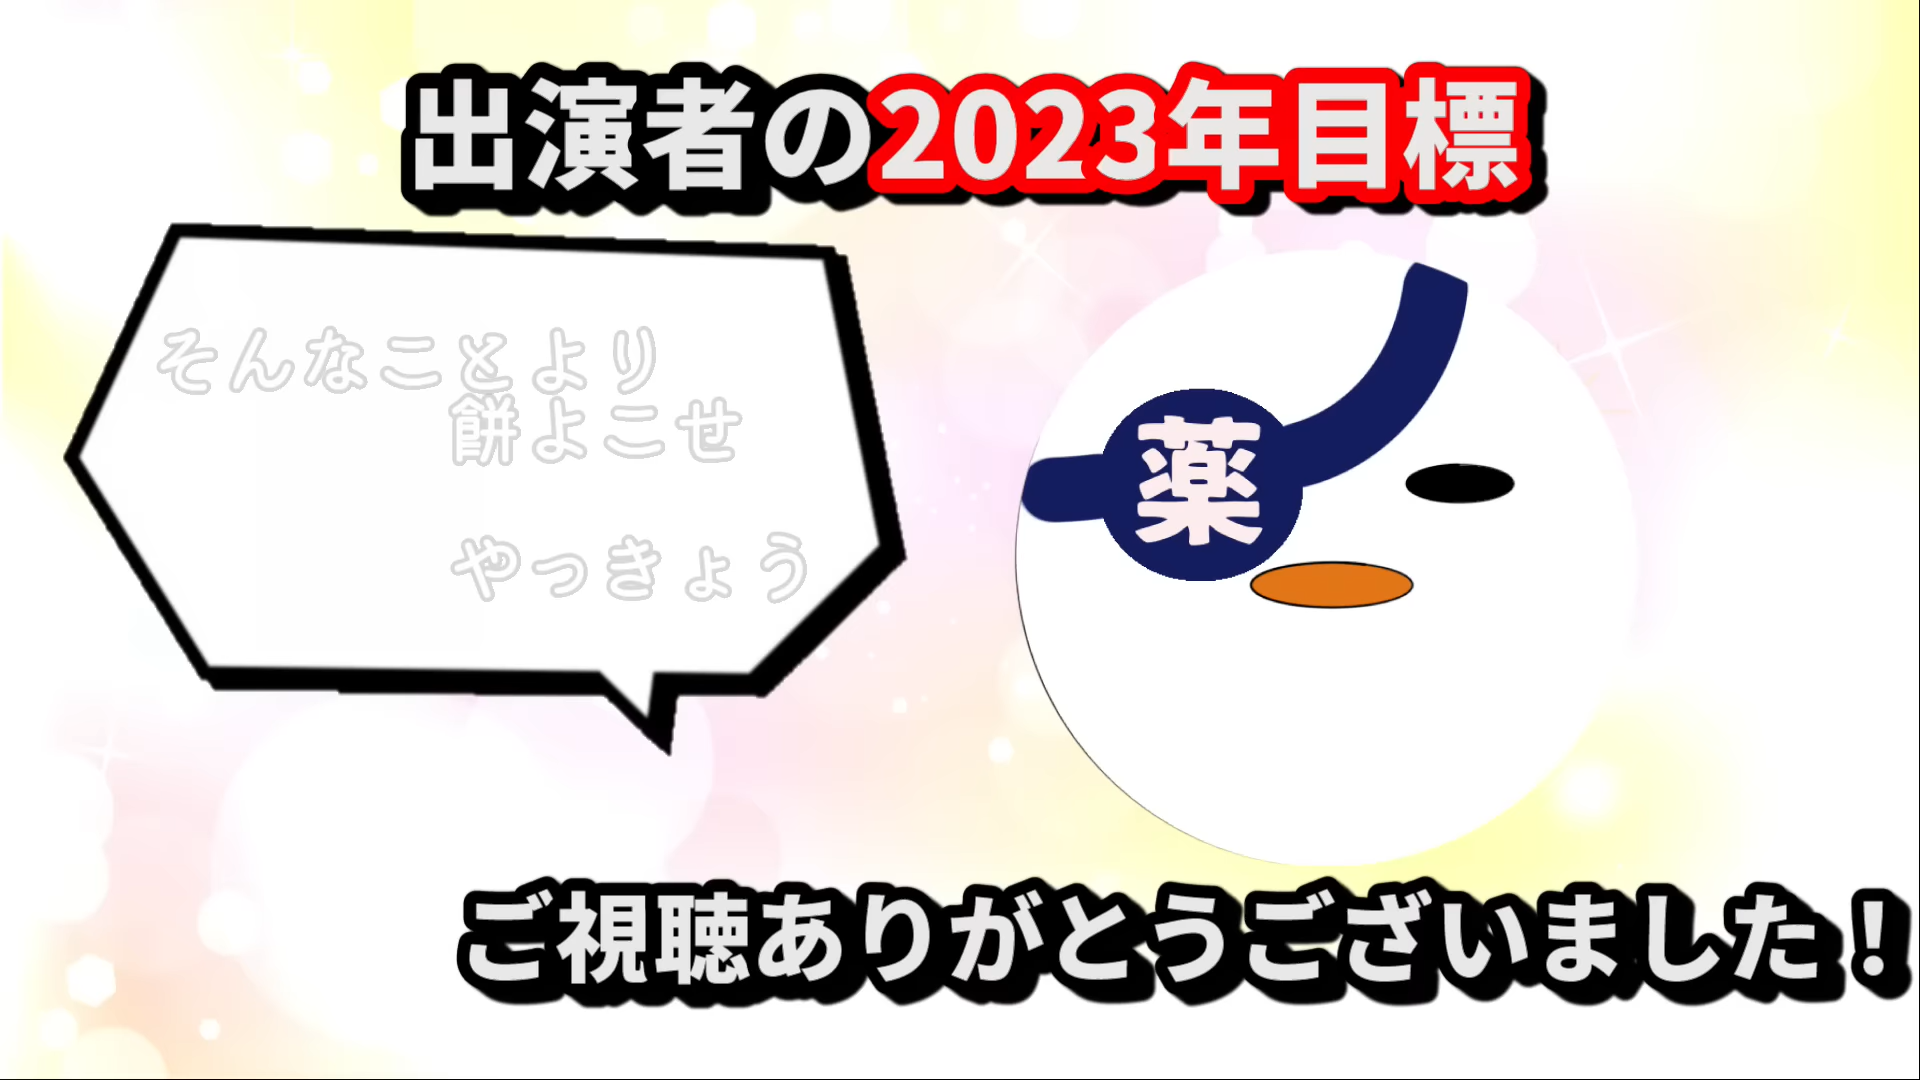 出演者の2023年目標
そんなことより
餅よこせ
やっきょう
薬
ご視聴ありがとうございました！